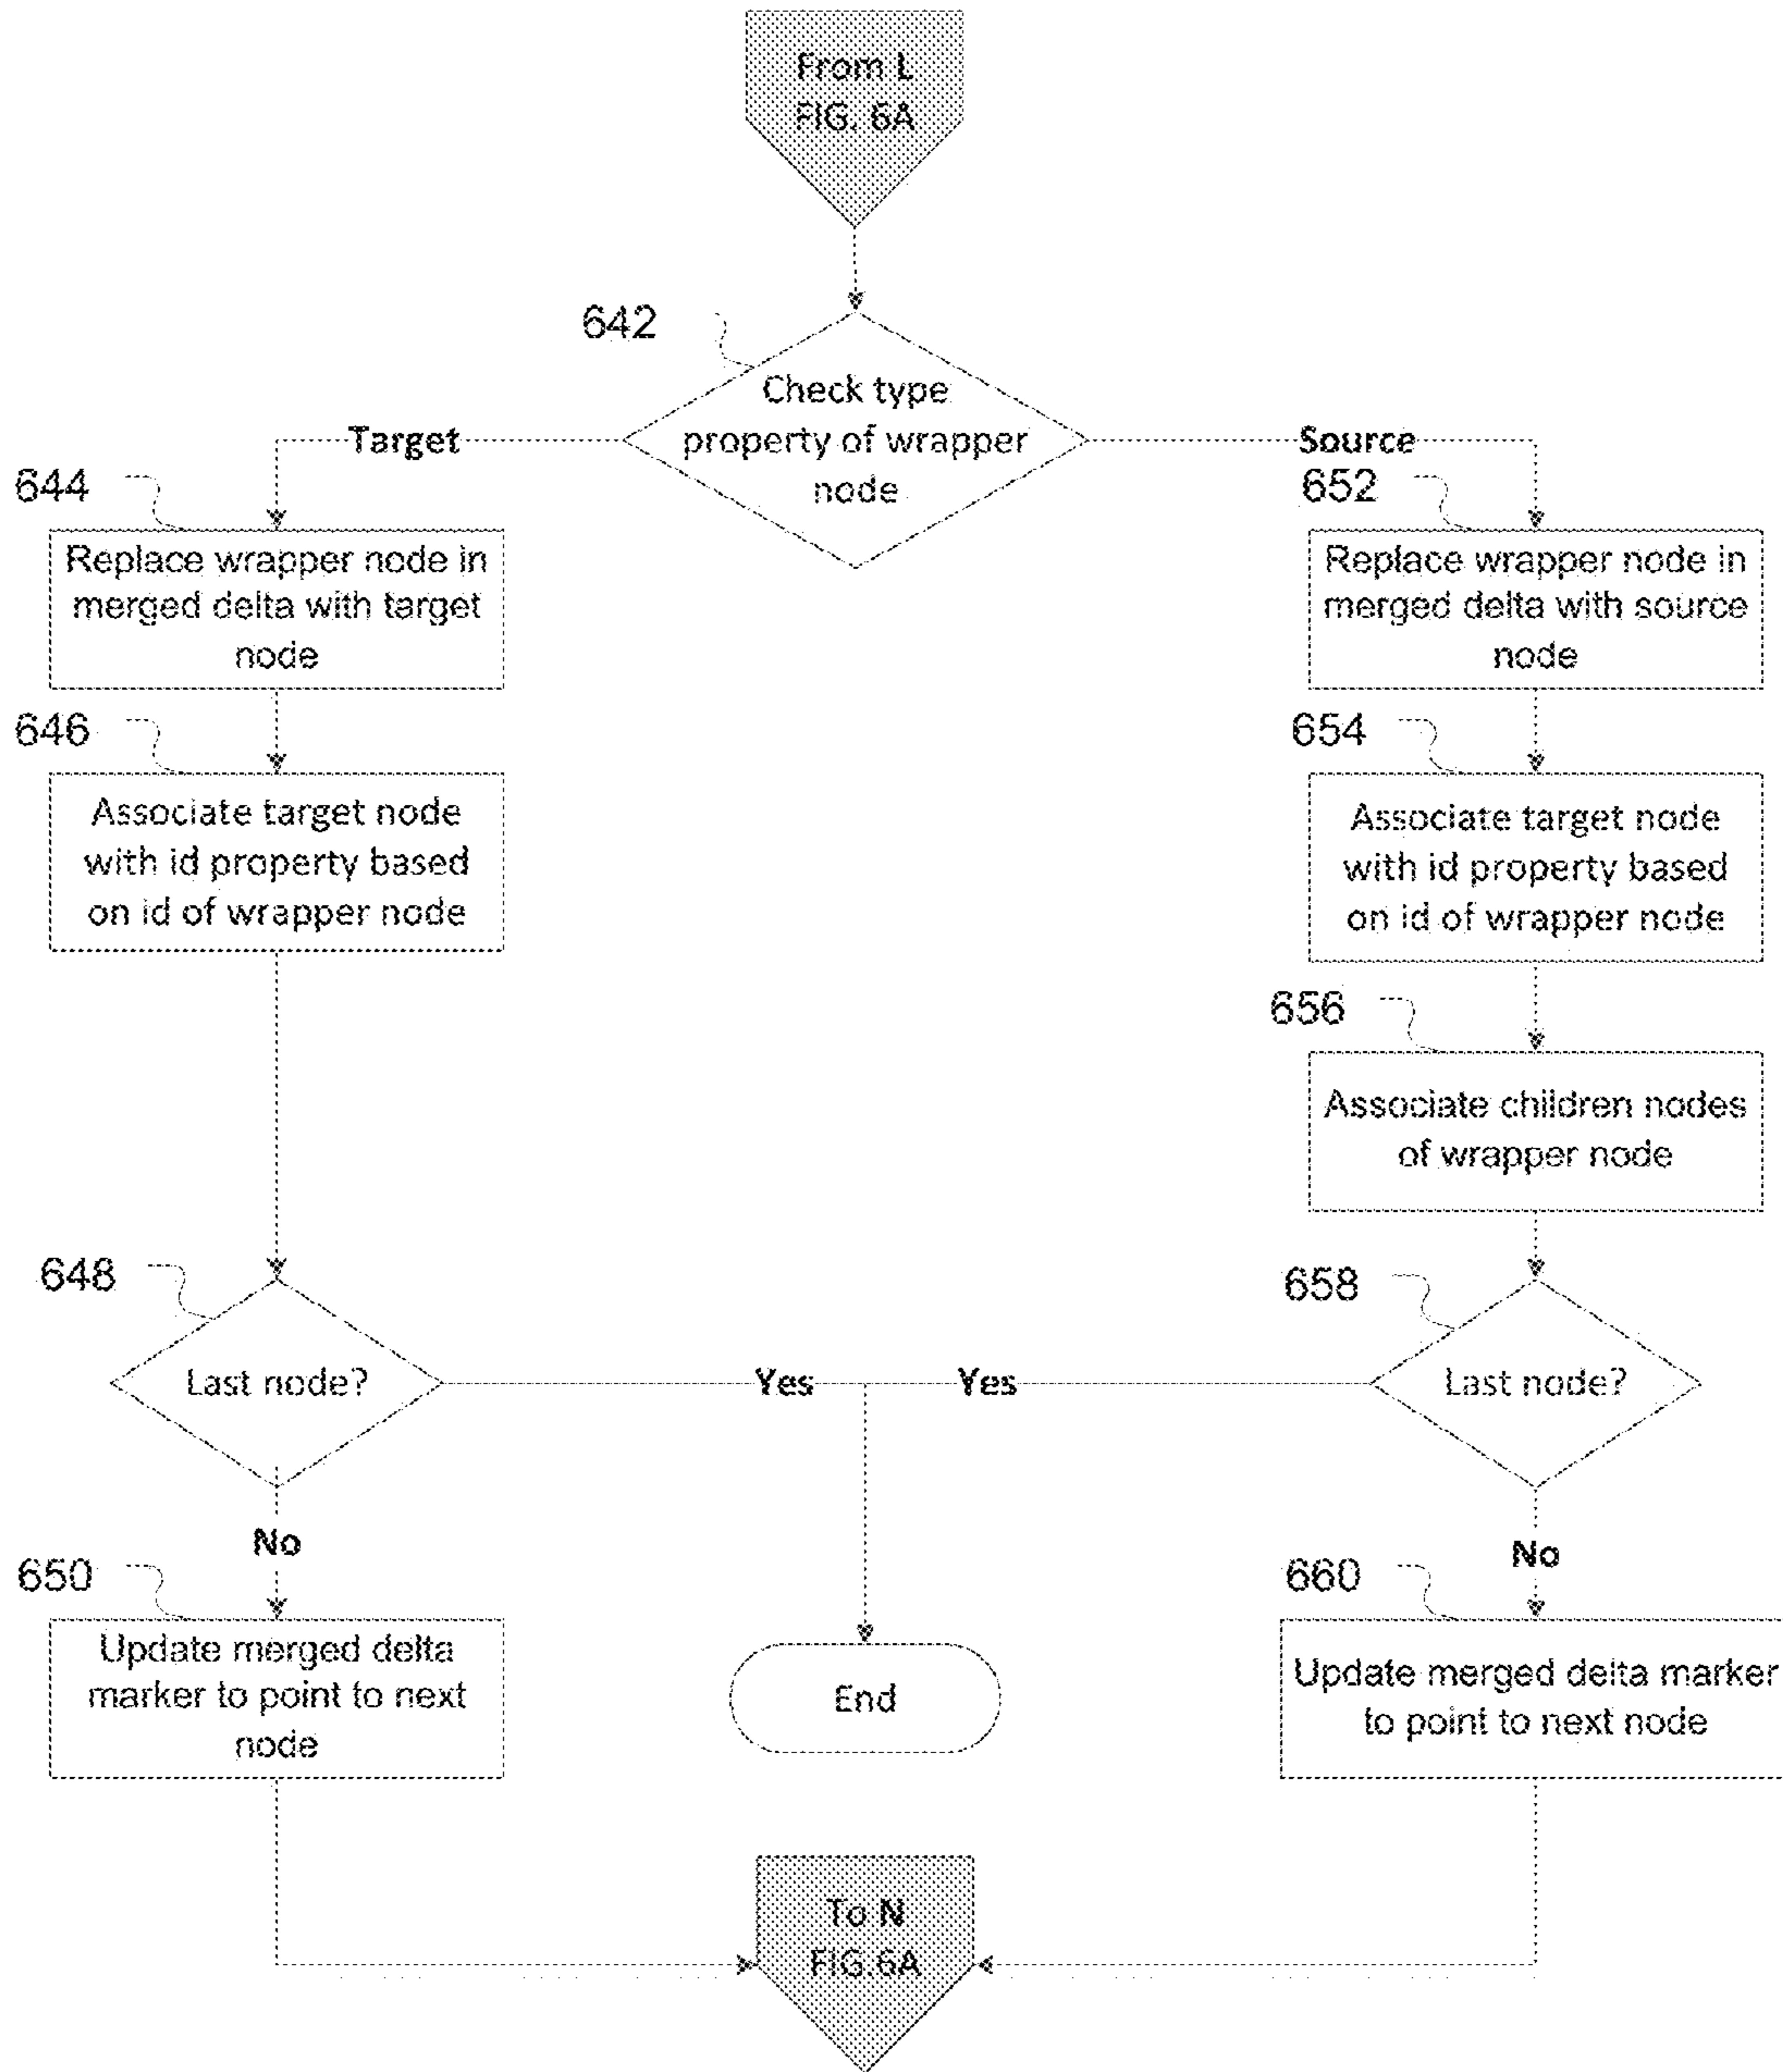 From L
FIG. 6A
642
Check type
property of wrapper
node
Target
Source
644
Replace wrapper node in
merged delta with target
node
652
Replace wrapper node in
merged delta with source
node
646
Associate target node
with id property based
on id of wrapper node
654
Associate target node
with id property based
on id of wrapper node
656
Associate children nodes
of wrapper node
648
Last node?
Yes
Yes
658
Last node?
No
No
650
Update merged delta
marker to point to next
node
End
660
Update merged delta marker
to point to next node
To N
FIG.6A